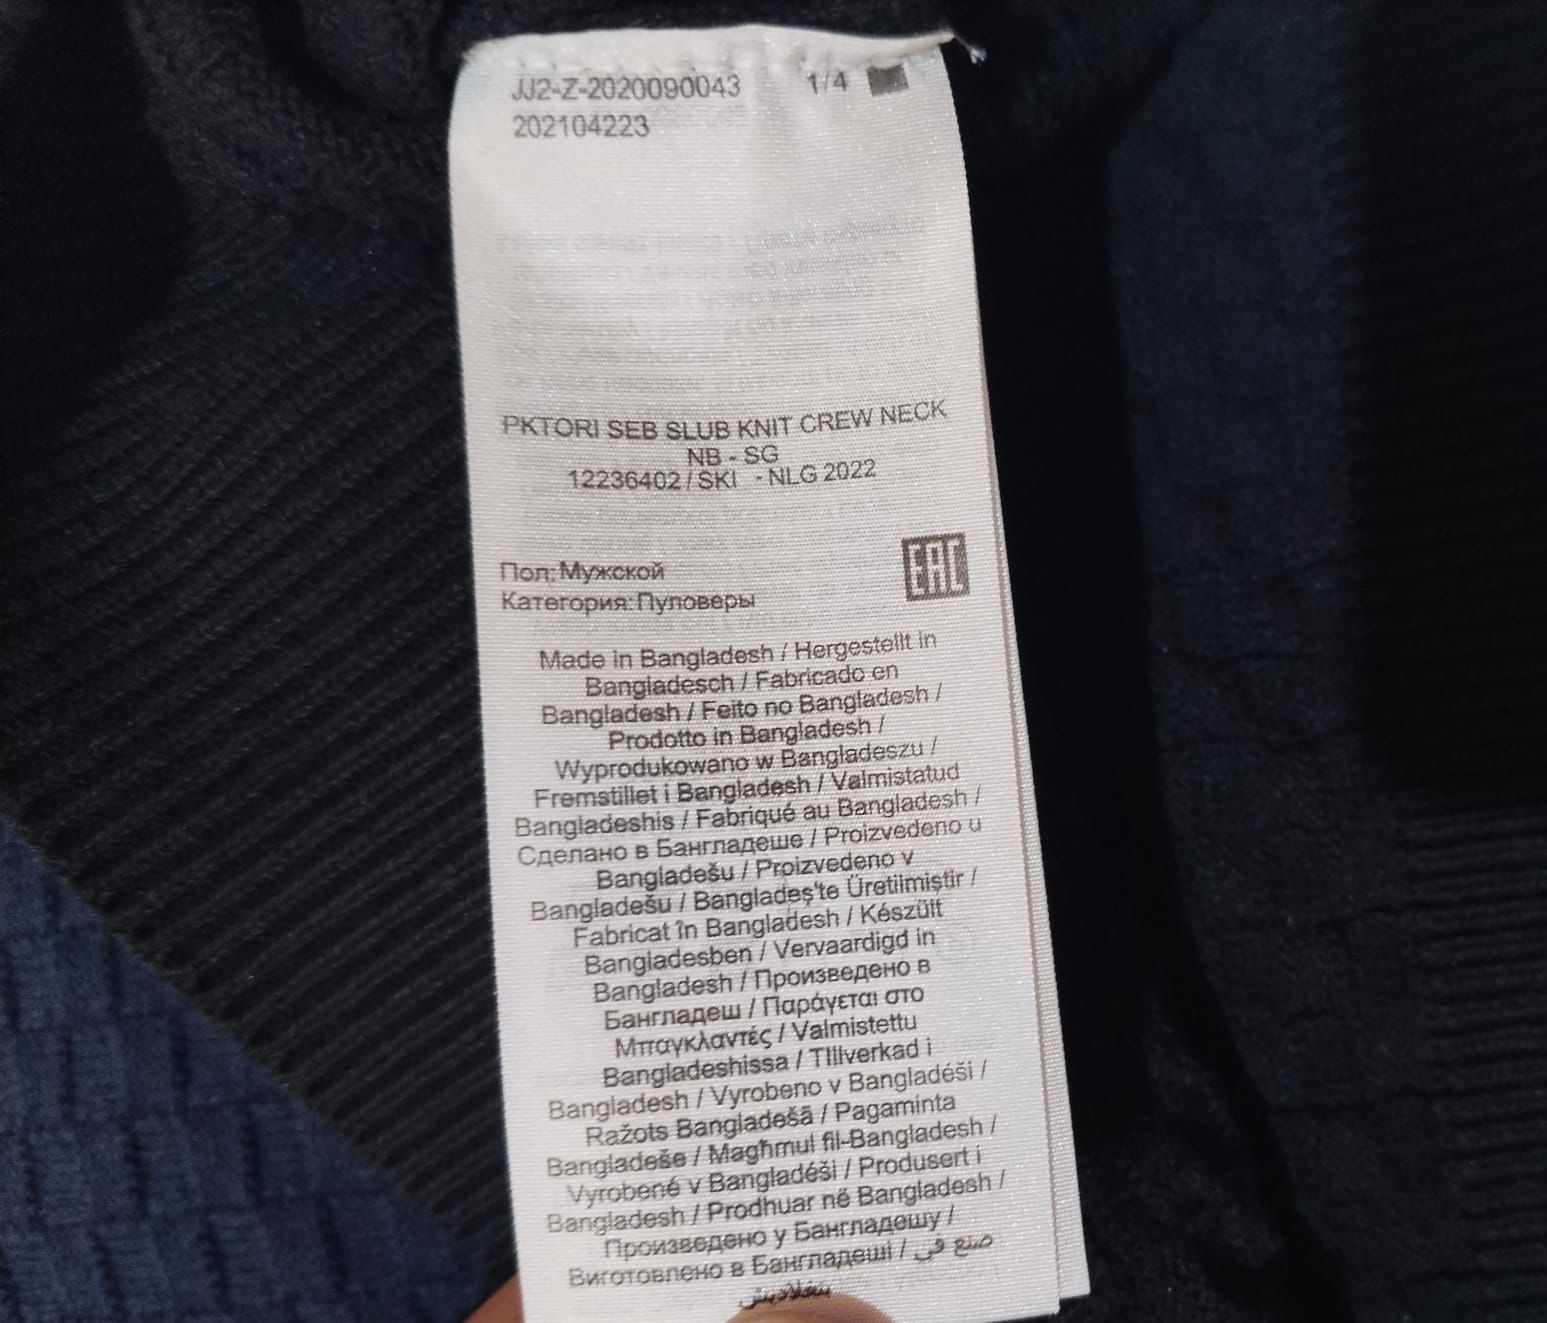 JJ2-Z-2020090043 1/4
202104223
PKTORI SEB SLUB KNIT CREW NECK
NB - SG
12236402 / SKI - NLG 2022
Пол: Мужской
EAC
Категория: Пуловеры
Made in Bangladesh / Hergestellt in
Bangladesch / Fabricado en
Bangladesh / Feito no Bangladesh /
Prodotto in Bangladesh /
Wyprodukowano w Bangladeszu /
Fremstillet i Bangladesh / Valmistatud
Bangladeshis / Fabriqué au Bangladesh /
Сделано в Бангладеше / Proizvedeno u
Bangladešu / Proizvedeno v
Bangladešu / Bangladeş'te Üretilmiştir /
Fabricat în Bangladesh / Készült
Bangladesben / Vervaardigd in
Bangladesh / Произведено в
Бангладеш / Παράγεται στο
Μπαγκλαντές / Valmistettu
Bangladeshissa / TIllverkad i
Bangladesh / Vyrobeno v Bangladéši /
Ražots Bangladešā / Pagaminta
Bangladeše / Magħmul fil-Bangladesh /
Vyrobené v Bangladéši / Produsert i
Bangladesh / Prodhuar në Bangladesh /
Произведено у Бангладешу /
Виготовлено в Бангладеші / صنع في
بنغلاديش